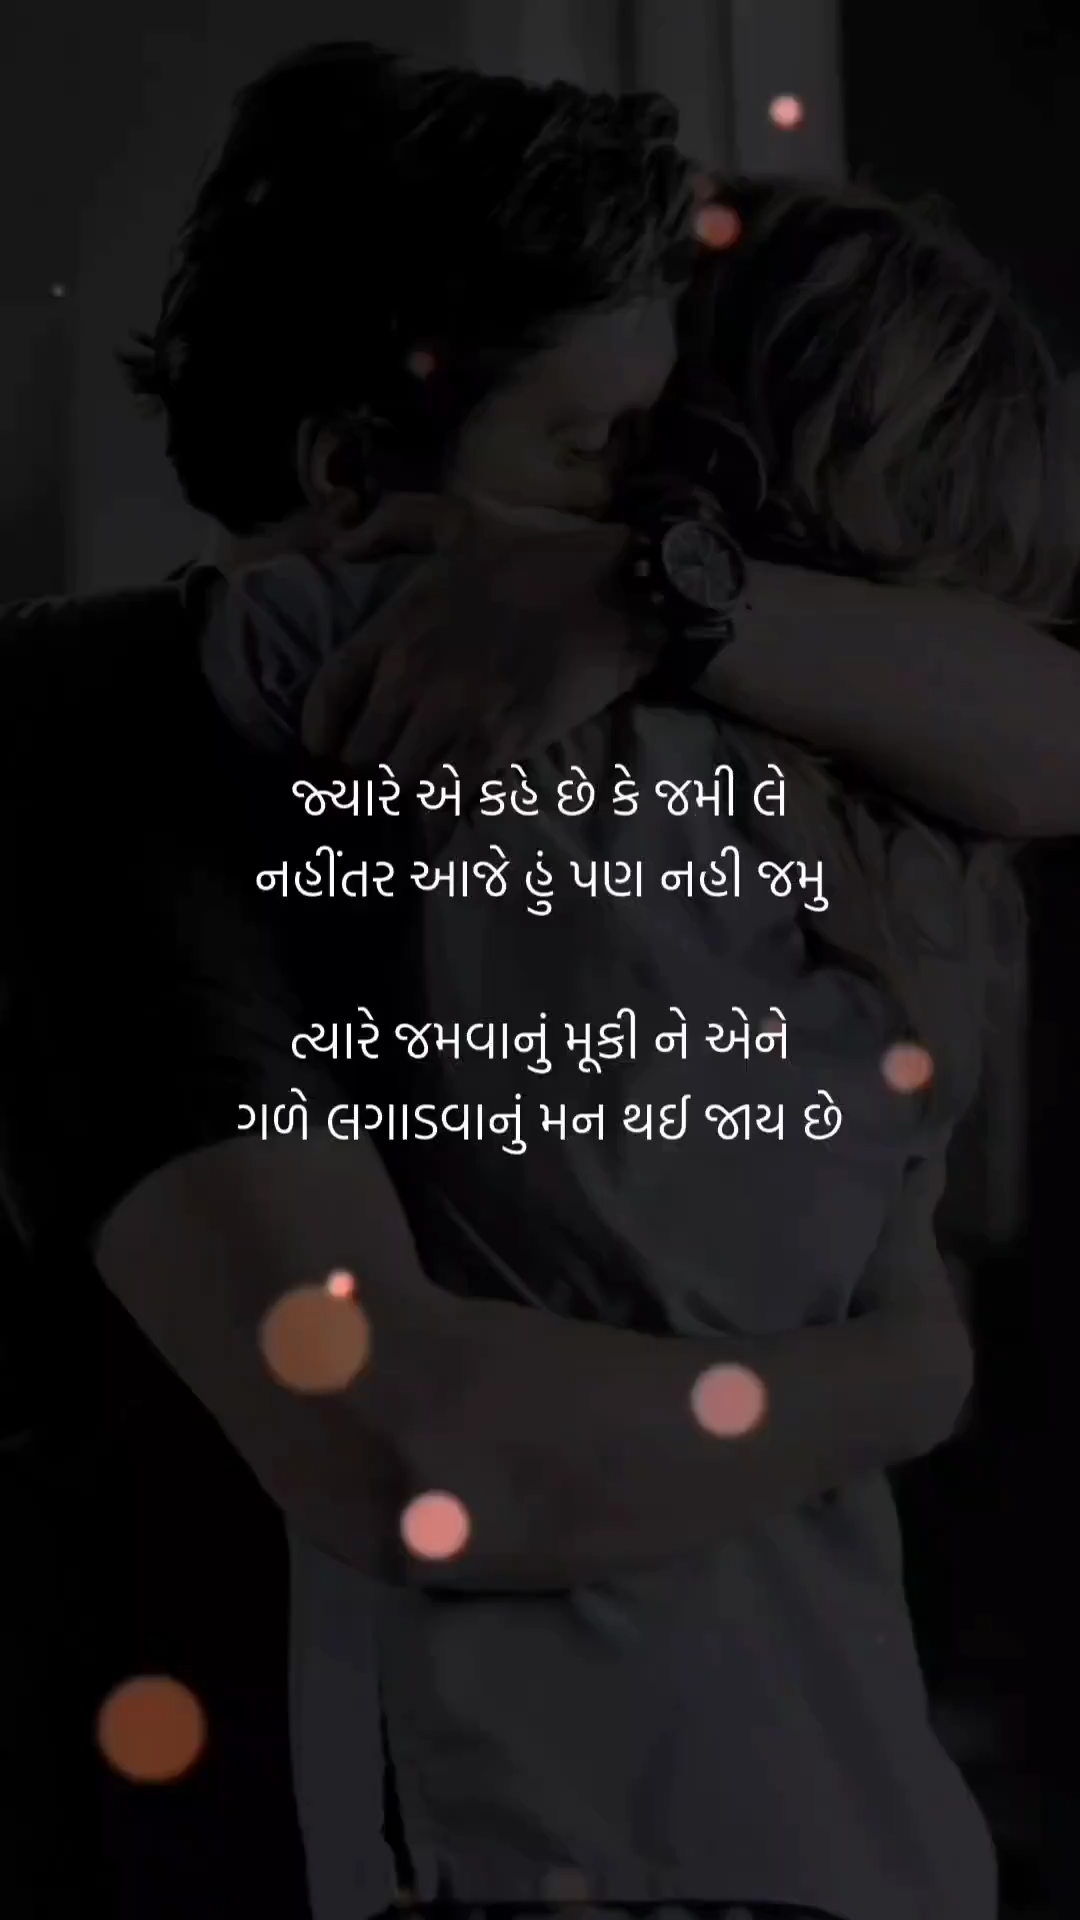 જ્યારે એ કહે છે કે જમી લે
નહીંતર આજે હું પણ નહી જમુ
ત્યારે જમવાનું મૂકી ને એને
ગળે લગાડવાનું મન થઈ જાય છે